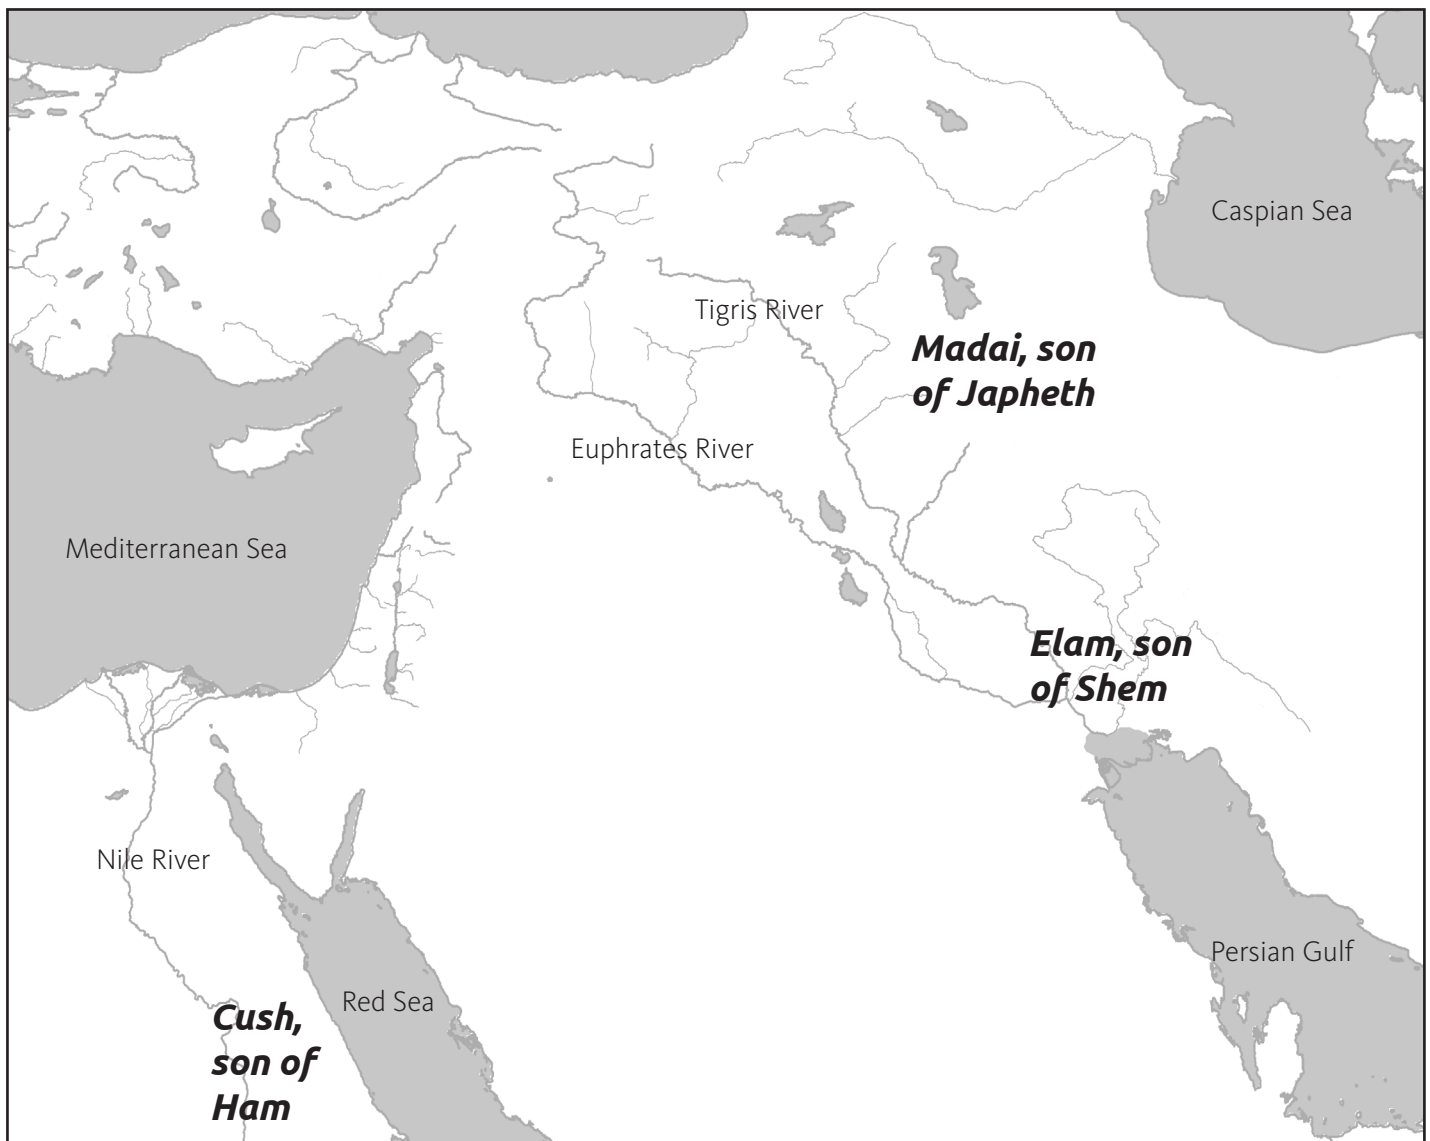 Caspian Sea
Tigris River
Madai, son
of Japheth
Euphrates River
Mediterranean Sea
Elam, son
of Shem
Nile River
Persian Gulf
Red Sea
Cush,
son of
Ham